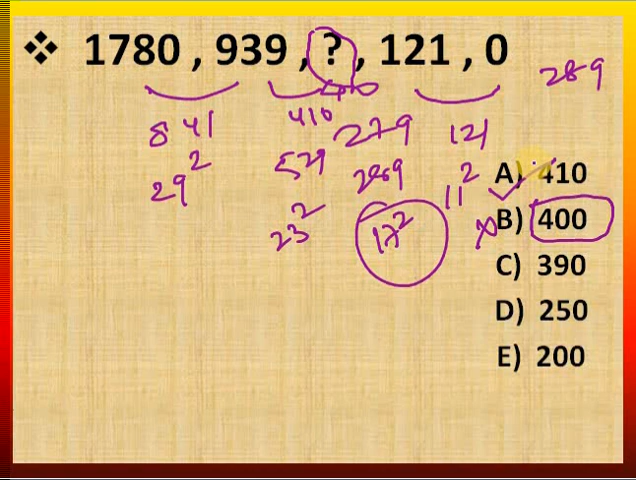 ❖ 1780 , 939 , ? , 121 , 0
400
289
841 410 279 121
29² 529 289 11²
23² 17²
A) 410
B) 400
C) 390
D) 250
E) 200